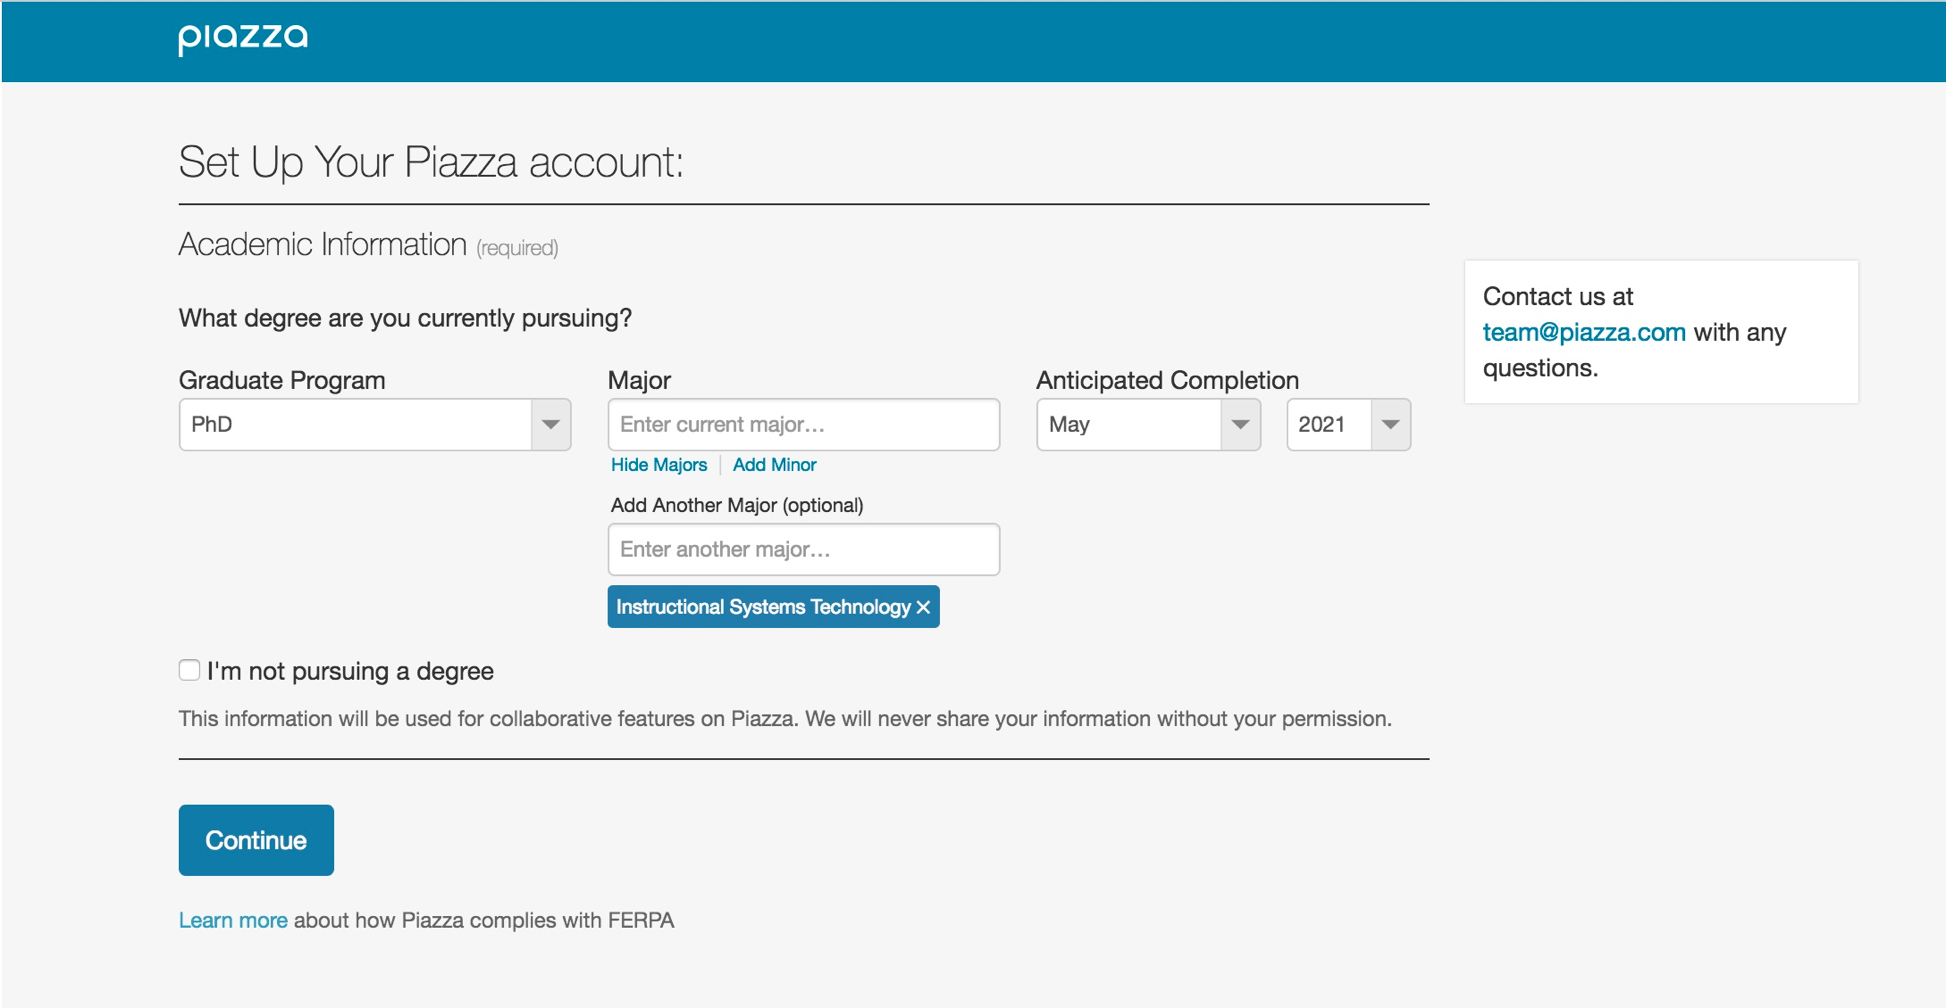 piazza
Set Up Your Piazza account:
Academic Information (required)
Contact us at
team@piazza.com with any
questions.
What degree are you currently pursuing?
Graduate Program
Major
Anticipated Completion
PhD
Enter current major...
May
2021
Hide Majors
Add Minor
Add Another Major (optional)
Enter another major...
Instructional Systems Technology ×
I'm not pursuing a degree
This information will be used for collaborative features on Piazza. We will never share your information without your permission.
Continue
Learn more about how Piazza complies with FERPA